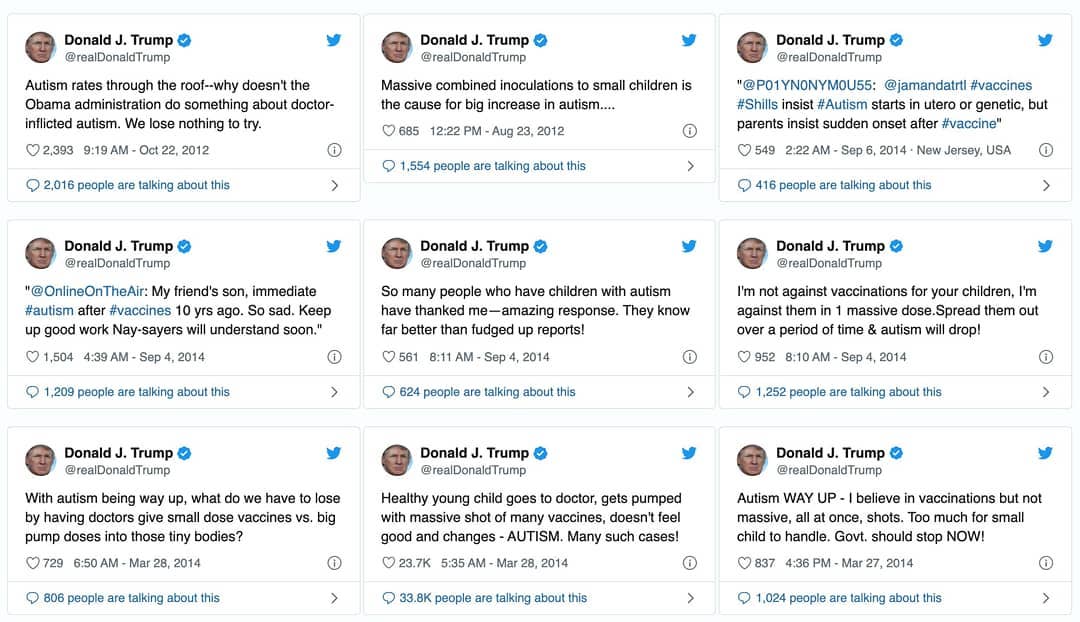 Donald J. Trump
@realDonaldTrump
Autism rates through the roof--why doesn't the
Obama administration do something about doctor-
inflicted autism. We lose nothing to try.
2,393 9:19 AM - Oct 22, 2012
2,016 people are talking about this
Donald J. Trump
@realDonaldTrump
Massive combined inoculations to small children is
the cause for big increase in autism....
685 12:22 PM - Aug 23, 2012
1,554 people are talking about this
Donald J. Trump
@realDonaldTrump
"@P01YN0NYM0U55: @jamandatrtl #vaccines
#Shills insist #Autism starts in utero or genetic, but
parents insist sudden onset after #vaccine"
549 2:22 AM - Sep 6, 2014 · New Jersey, USA
416 people are talking about this
Donald J. Trump
@realDonaldTrump
"@OnlineOnTheAir: My friend's son, immediate
#autism after #vaccines 10 yrs ago. So sad. Keep
up good work Nay-sayers will understand soon."
1,504 4:39 AM - Sep 4, 2014
1,209 people are talking about this
Donald J. Trump
@realDonaldTrump
So many people who have children with autism
have thanked me—amazing response. They know
far better than fudged up reports!
561 8:11 AM - Sep 4, 2014
624 people are talking about this
Donald J. Trump
@realDonaldTrump
I'm not against vaccinations for your children, I'm
against them in 1 massive dose.Spread them out
over a period of time & autism will drop!
952 8:10 AM - Sep 4, 2014
1,252 people are talking about this
Donald J. Trump
@realDonaldTrump
With autism being way up, what do we have to lose
by having doctors give small dose vaccines vs. big
pump doses into those tiny bodies?
729 6:50 AM - Mar 28, 2014
806 people are talking about this
Donald J. Trump
@realDonaldTrump
Healthy young child goes to doctor, gets pumped
with massive shot of many vaccines, doesn't feel
good and changes - AUTISM. Many such cases!
23.7K 5:35 AM - Mar 28, 2014
33.8K people are talking about this
Donald J. Trump
@realDonaldTrump
Autism WAY UP - I believe in vaccinations but not
massive, all at once, shots. Too much for small
child to handle. Govt. should stop NOW!
837 4:36 PM - Mar 27, 2014
1,024 people are talking about this